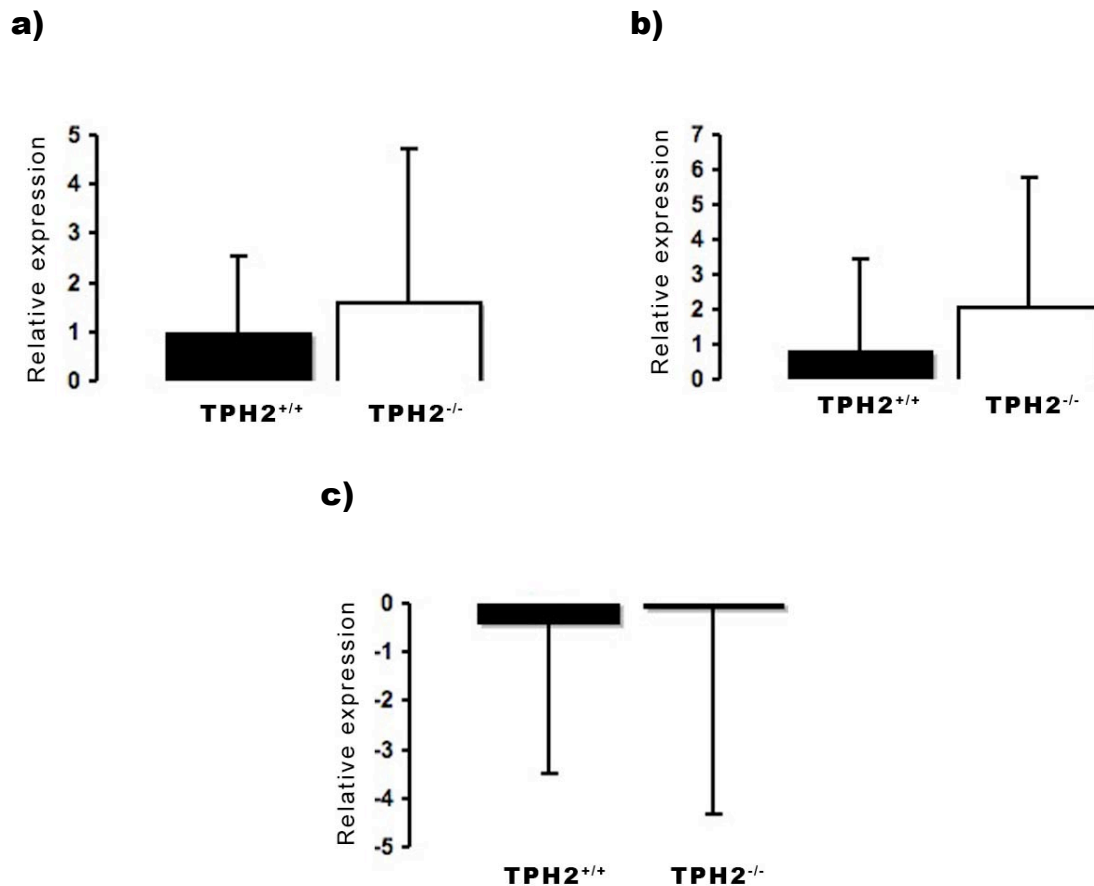 a)
Relative expression
5
4
3
2
1
0
TPH2+/+
TPH2-/-
b)
Relative expression
7
6
5
4
3
2
1
0
TPH2+/+
TPH2-/-
c)
Relative expression
0
-1
-2
-3
-4
-5
TPH2+/+
TPH2-/-